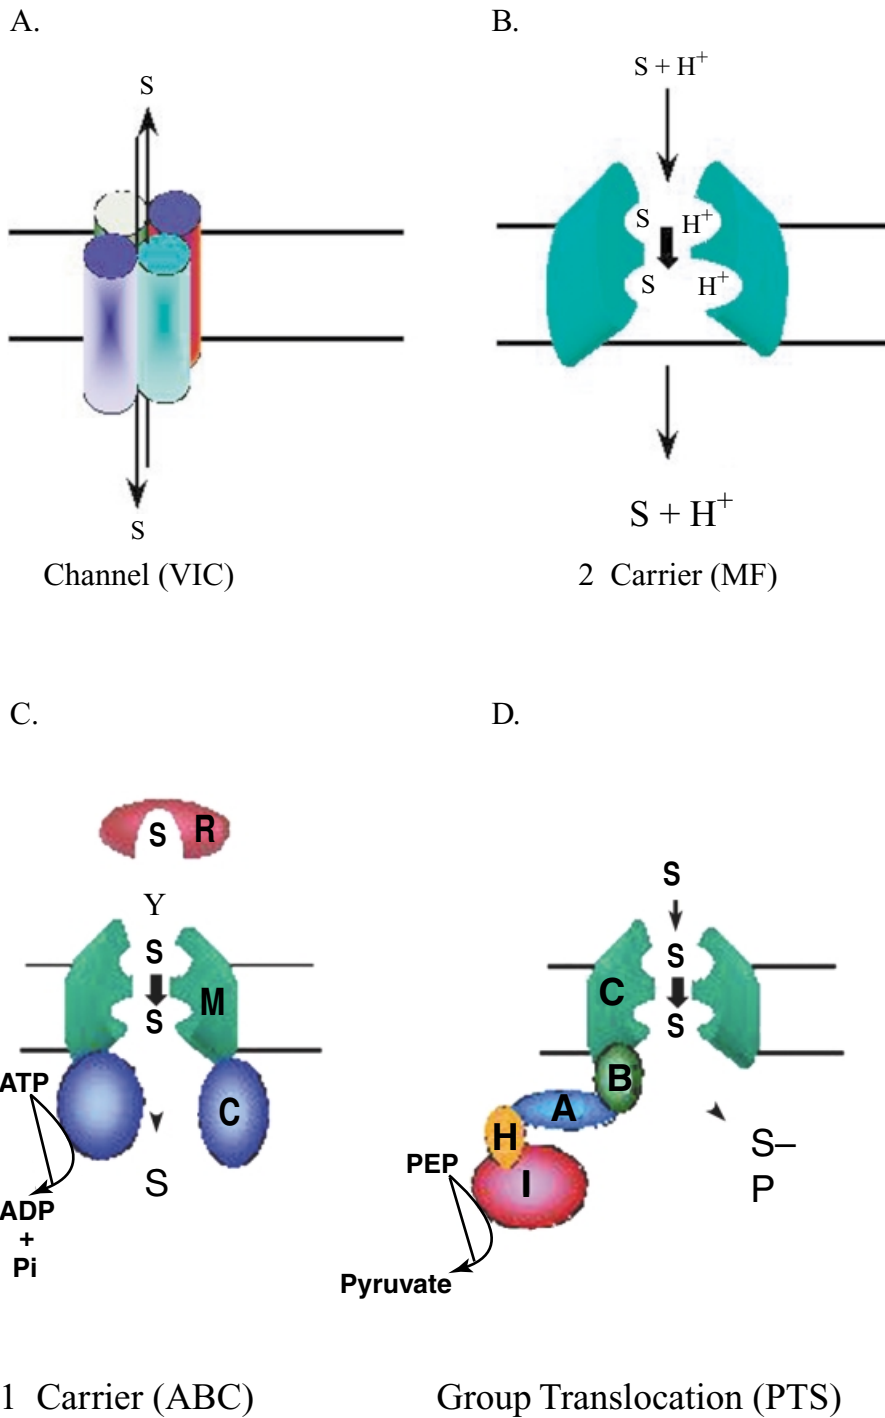 A.
S
S
Channel (VIC)
B.
S + H+
S H+
S H+
S + H+
2 Carrier (MF)
C.
S R
Y
S
M
S
ATP
C
S
ADP
+
Pi
1 Carrier (ABC)
D.
S
S
C
S
B
A
H
PEP
I
S–
P
Pyruvate
Group Translocation (PTS)